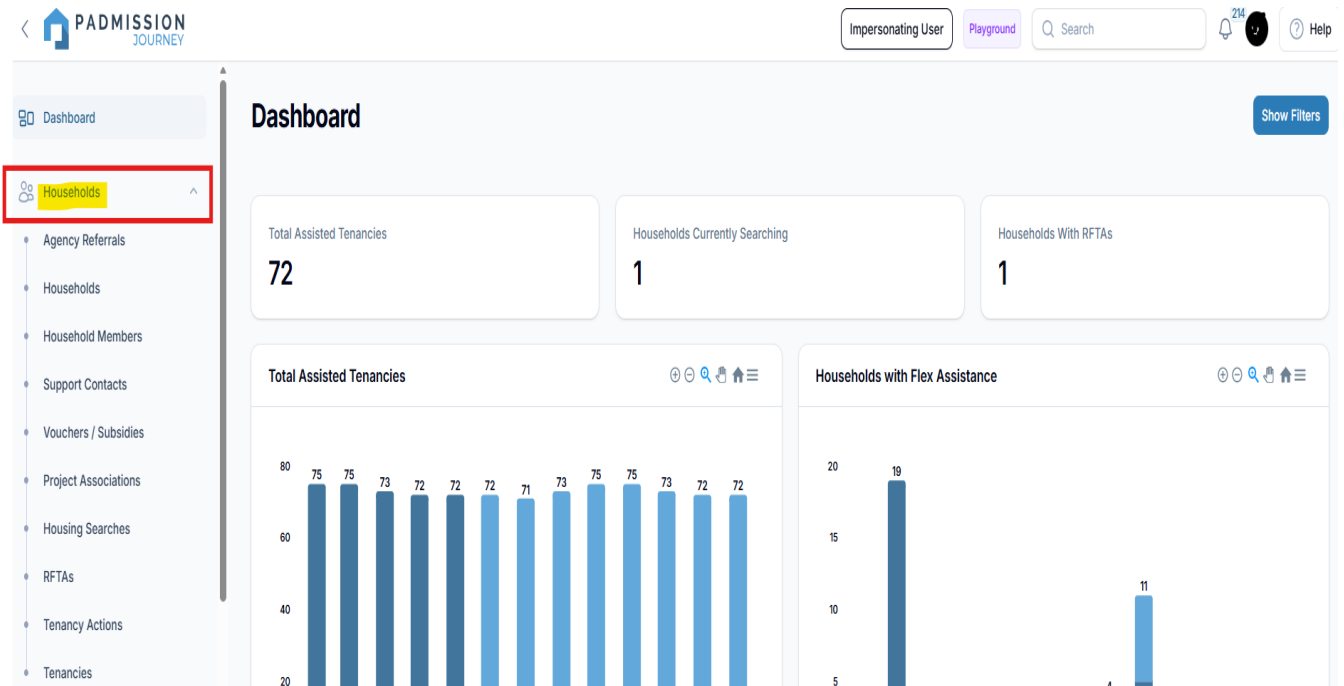 PADMISSION
JOURNEY
Impersonating User
Playground
Search
214
Help
Dashboard
Households
Agency Referrals
Households
Household Members
Support Contacts
Vouchers / Subsidies
Project Associations
Housing Searches
RFTAs
Tenancy Actions
Tenancies
Dashboard
Show Filters
Total Assisted Tenancies
72
Households Currently Searching
1
Households With RFTAs
1
Total Assisted Tenancies
80
60
40
20
75 75 73 72 72 72 71 73 75 75 73 72 72
Households with Flex Assistance
20
15
10
5
19
11